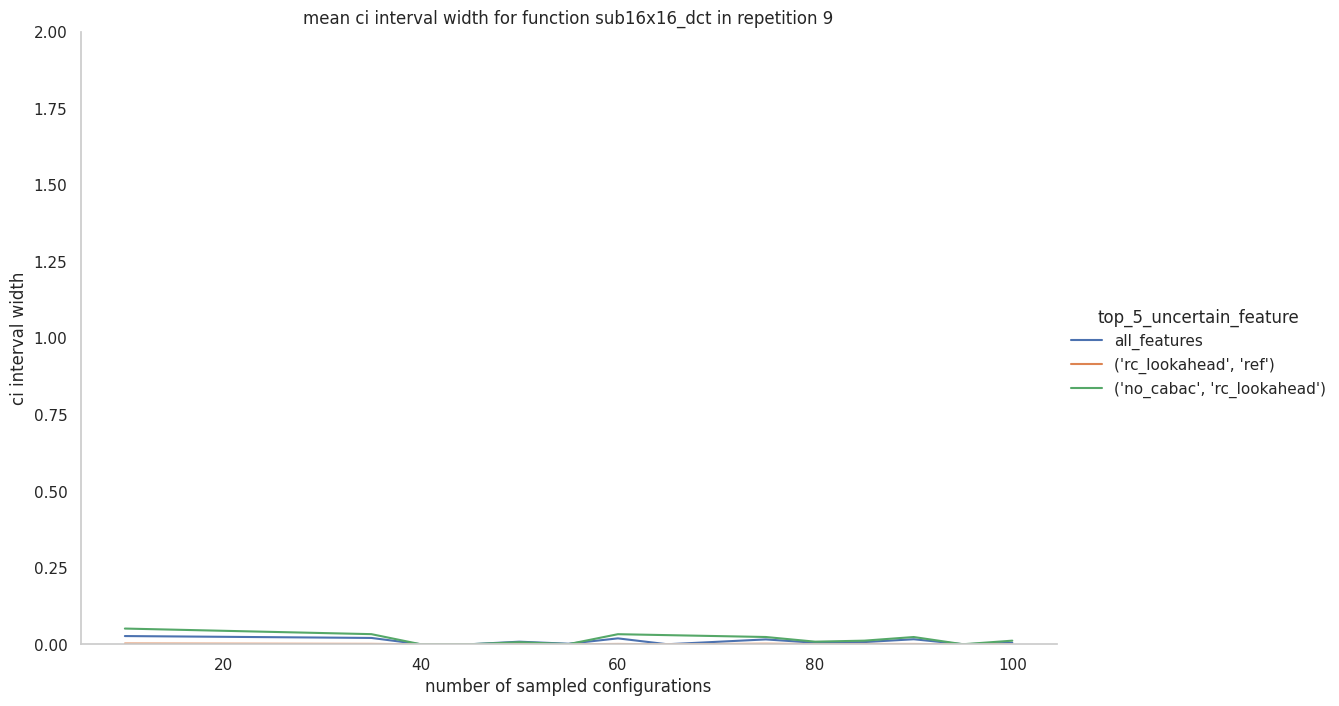 mean ci interval width for function sub16x16_dct in repetition 9
2.00
1.75
1.50
1.25
1.00
0.75
0.50
0.25
0.00
ci interval width
20
40
60
80
100
number of sampled configurations
top_5_uncertain_feature
all_features
('rc_lookahead', 'ref')
('no_cabac', 'rc_lookahead')